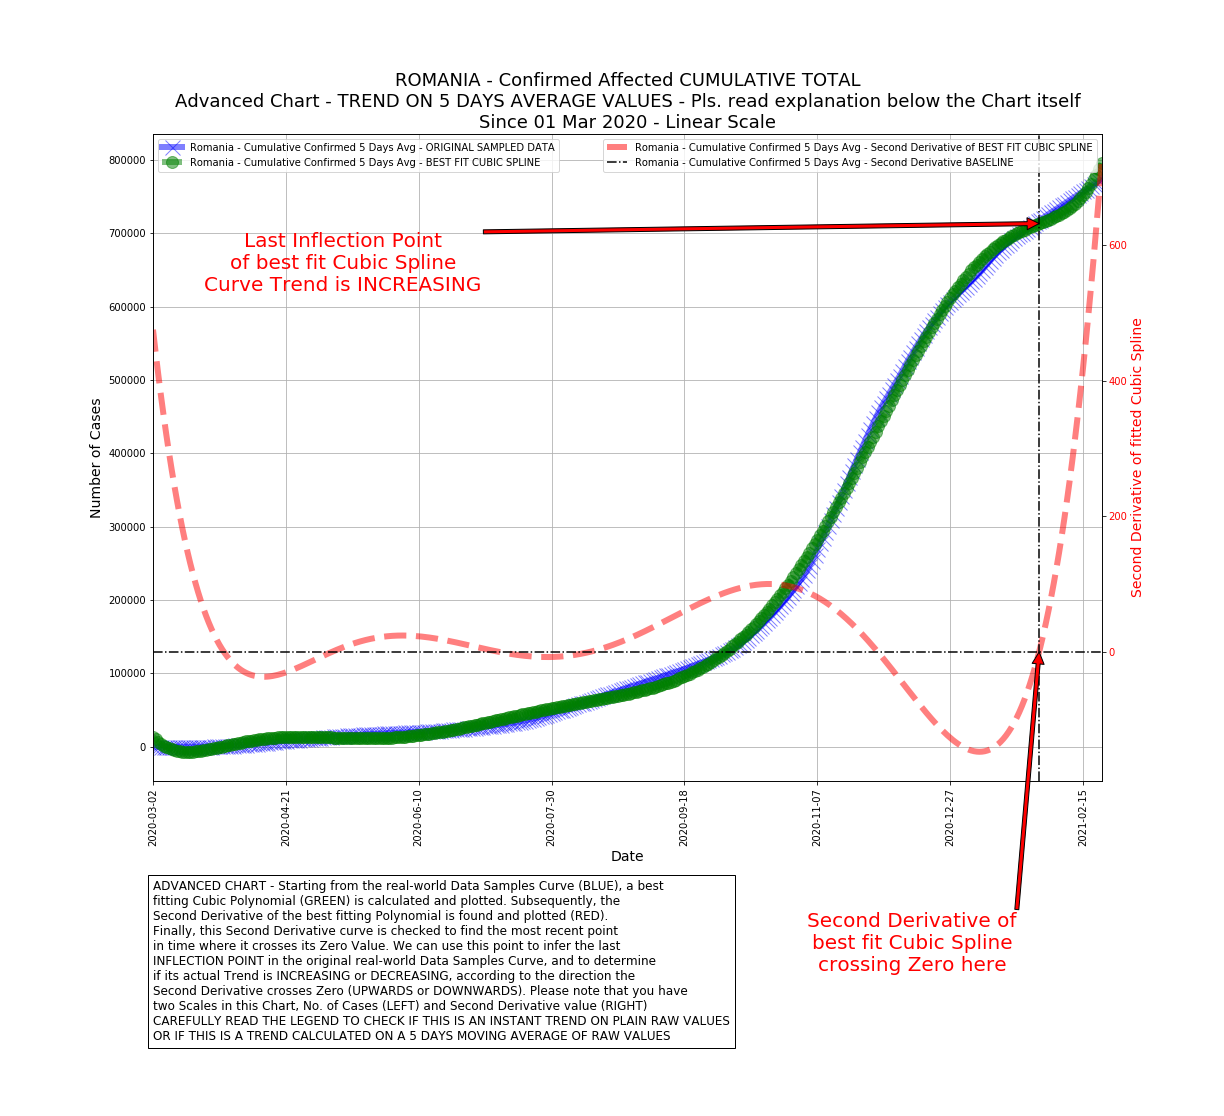 ROMANIA - Confirmed Affected CUMULATIVE TOTAL
Advanced Chart - TREND ON 5 DAYS AVERAGE VALUES - Pls. read explanation below the Chart itself
Since 01 Mar 2020 - Linear Scale
Romania - Cumulative Confirmed 5 Days Avg - ORIGINAL SAMPLED DATA
Romania - Cumulative Confirmed 5 Days Avg - BEST FIT CUBIC SPLINE
Romania - Cumulative Confirmed 5 Days Avg - Second Derivative of BEST FIT CUBIC SPLINE
Romania - Cumulative Confirmed 5 Days Avg - Second Derivative BASELINE
Last Inflection Point
of best fit Cubic Spline
Curve Trend is INCREASING
Number of Cases
800000
700000
600000
500000
400000
300000
200000
100000
0
Second Derivative of fitted Cubic Spline
600
400
200
0
2020-03-02
2020-04-21
2020-06-10
2020-07-30
2020-09-18
2020-11-07
2020-12-27
2021-02-15
Date
Second Derivative of
best fit Cubic Spline
crossing Zero here
ADVANCED CHART - Starting from the real-world Data Samples Curve (BLUE), a best
fitting Cubic Polynomial (GREEN) is calculated and plotted. Subsequently, the
Second Derivative of the best fitting Polynomial is found and plotted (RED).
Finally, this Second Derivative curve is checked to find the most recent point
in time where it crosses its Zero Value. We can use this point to infer the last
INFLECTION POINT in the original real-world Data Samples Curve, and to determine
if its actual Trend is INCREASING or DECREASING, according to the direction the
Second Derivative crosses Zero (UPWARDS or DOWNWARDS). Please note that you have
two Scales in this Chart, No. of Cases (LEFT) and Second Derivative value (RIGHT)
CAREFULLY READ THE LEGEND TO CHECK IF THIS IS AN INSTANT TREND ON PLAIN RAW VALUES
OR IF THIS IS A TREND CALCULATED ON A 5 DAYS MOVING AVERAGE OF RAW VALUES